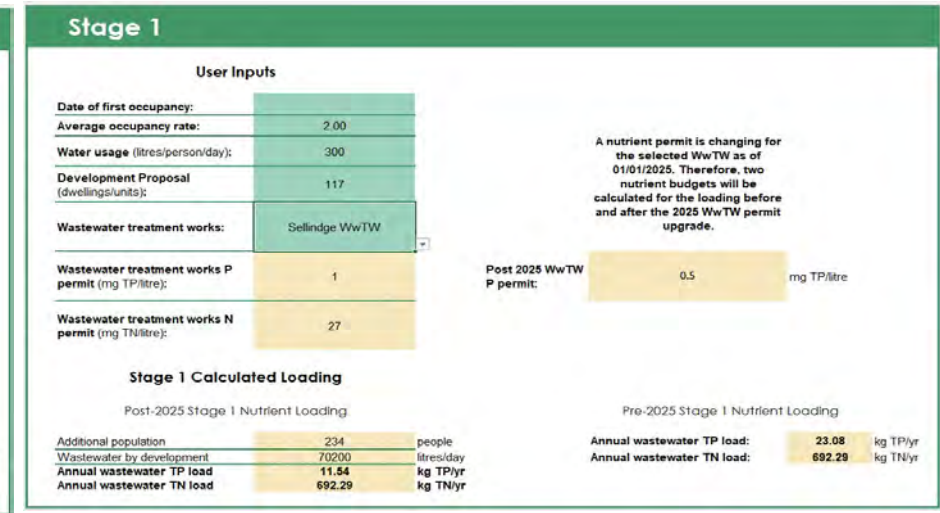 Stage 1
User Inputs
Date of first occupancy:
Average occupancy rate: 2.00
Water usage (litres/person/day): 300
Development Proposal
(dwellings/units): 117
Wastewater treatment works: Sellindge WwTW
Wastewater treatment works P
permit (mg TP/litre): 1
Wastewater treatment works N
permit (mg TN/litre): 27
A nutrient permit is changing for
the selected WwTW as of
01/01/2025. Therefore, two
nutrient budgets will be
calculated for the loading before
and after the 2025 WwTW permit
upgrade.
Post 2025 WwTW
P permit: 0.5 mg TP/litre
Stage 1 Calculated Loading
Post-2025 Stage 1 Nutrient Loading
Additional population 234 people
Wastewater by development 70200 litres/day
Annual wastewater TP load 11.54 kg TP/yr
Annual wastewater TN load 692.29 kg TN/yr
Pre-2025 Stage 1 Nutrient Loading
Annual wastewater TP load: 23.08 kg TP/yr
Annual wastewater TN load: 692.29 kg TN/yr